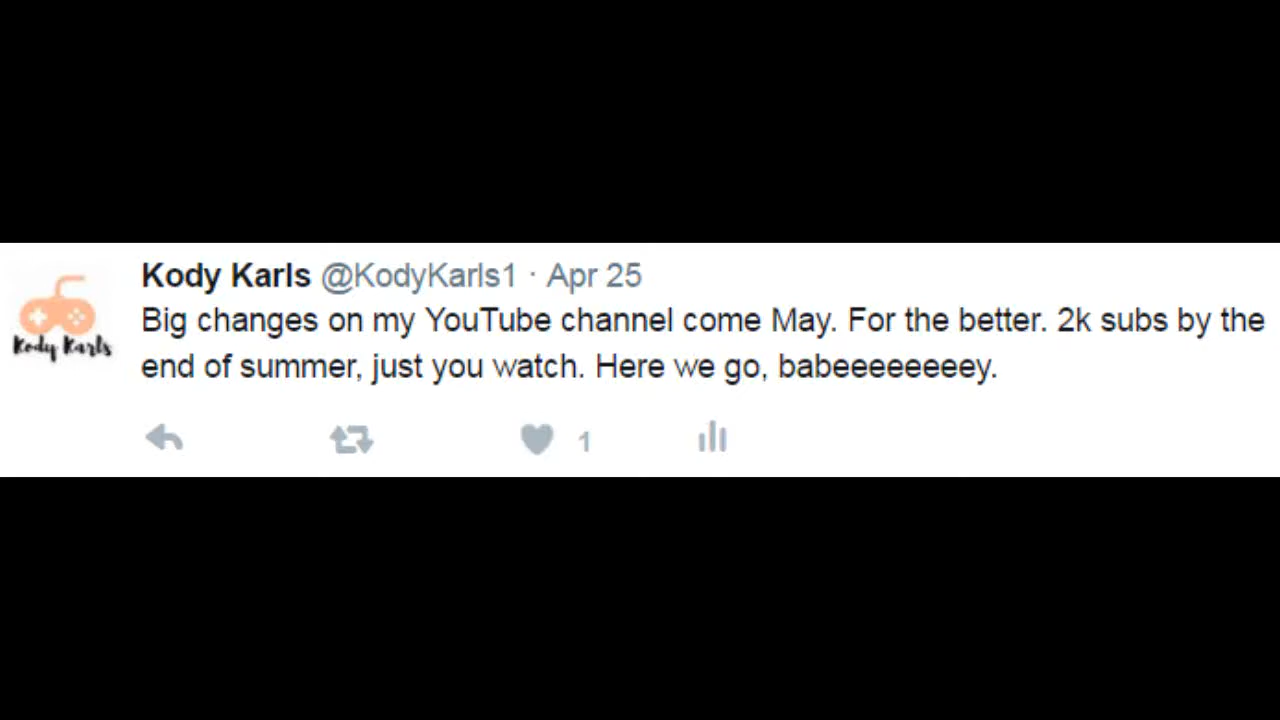 Kody Karls @KodyKarls1 · Apr 25
Big changes on my YouTube channel come May. For the better. 2k subs by the
end of summer, just you watch. Here we go, babeeeeeeeey.
Kody Karls
1